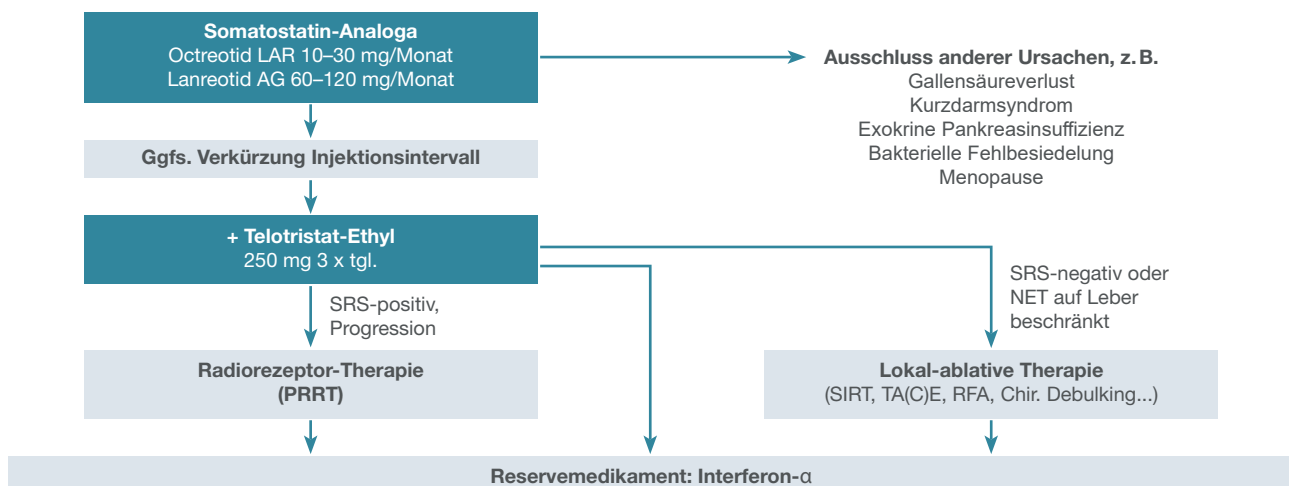 Somatostatin-Analoga
Octreotid LAR 10–30 mg/Monat
Lanreotid AG 60–120 mg/Monat
Ausschluss anderer Ursachen, z. B.
Gallensäureverlust
Kurzdarmsyndrom
Exokrine Pankreasinsuffizienz
Bakterielle Fehlbesiedelung
Menopause
Ggfs. Verkürzung Injektionsintervall
+ Telotristat-Ethyl
250 mg 3 x tgl.
SRS-positiv,
Progression
SRS-negativ oder
NET auf Leber
beschränkt
Radiorezeptor-Therapie
(PRRT)
Lokal-ablative Therapie
(SIRT, TA(C)E, RFA, Chir. Debulking...)
Reservemedikament: Interferon-α